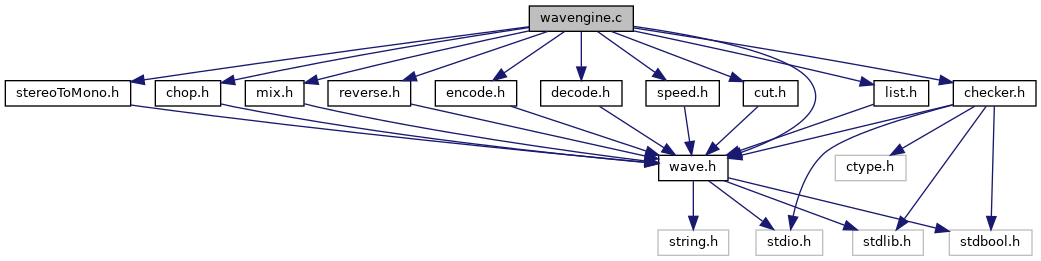 wavengine.c
stereoToMono.h
chop.h
mix.h
reverse.h
encode.h
decode.h
speed.h
cut.h
list.h
checker.h
wave.h
ctype.h
string.h
stdio.h
stdlib.h
stdbool.h